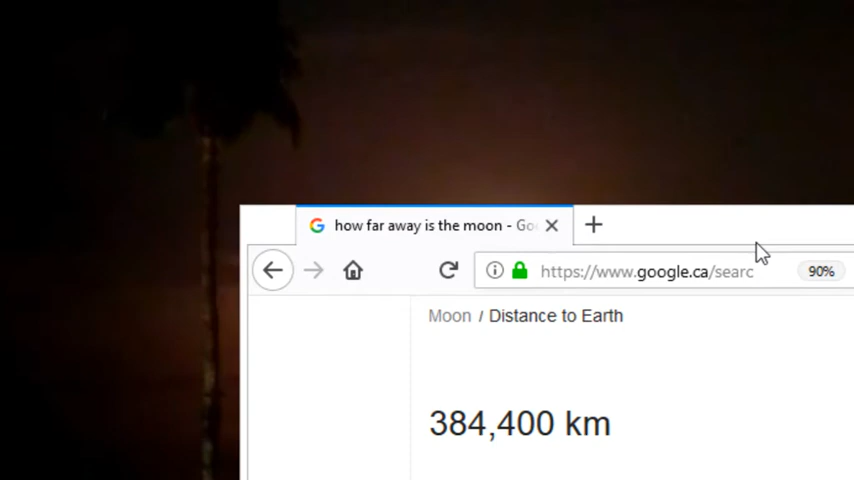 how far away is the moon - Go
https://www.google.ca/searc
90%
Moon / Distance to Earth
384,400 km